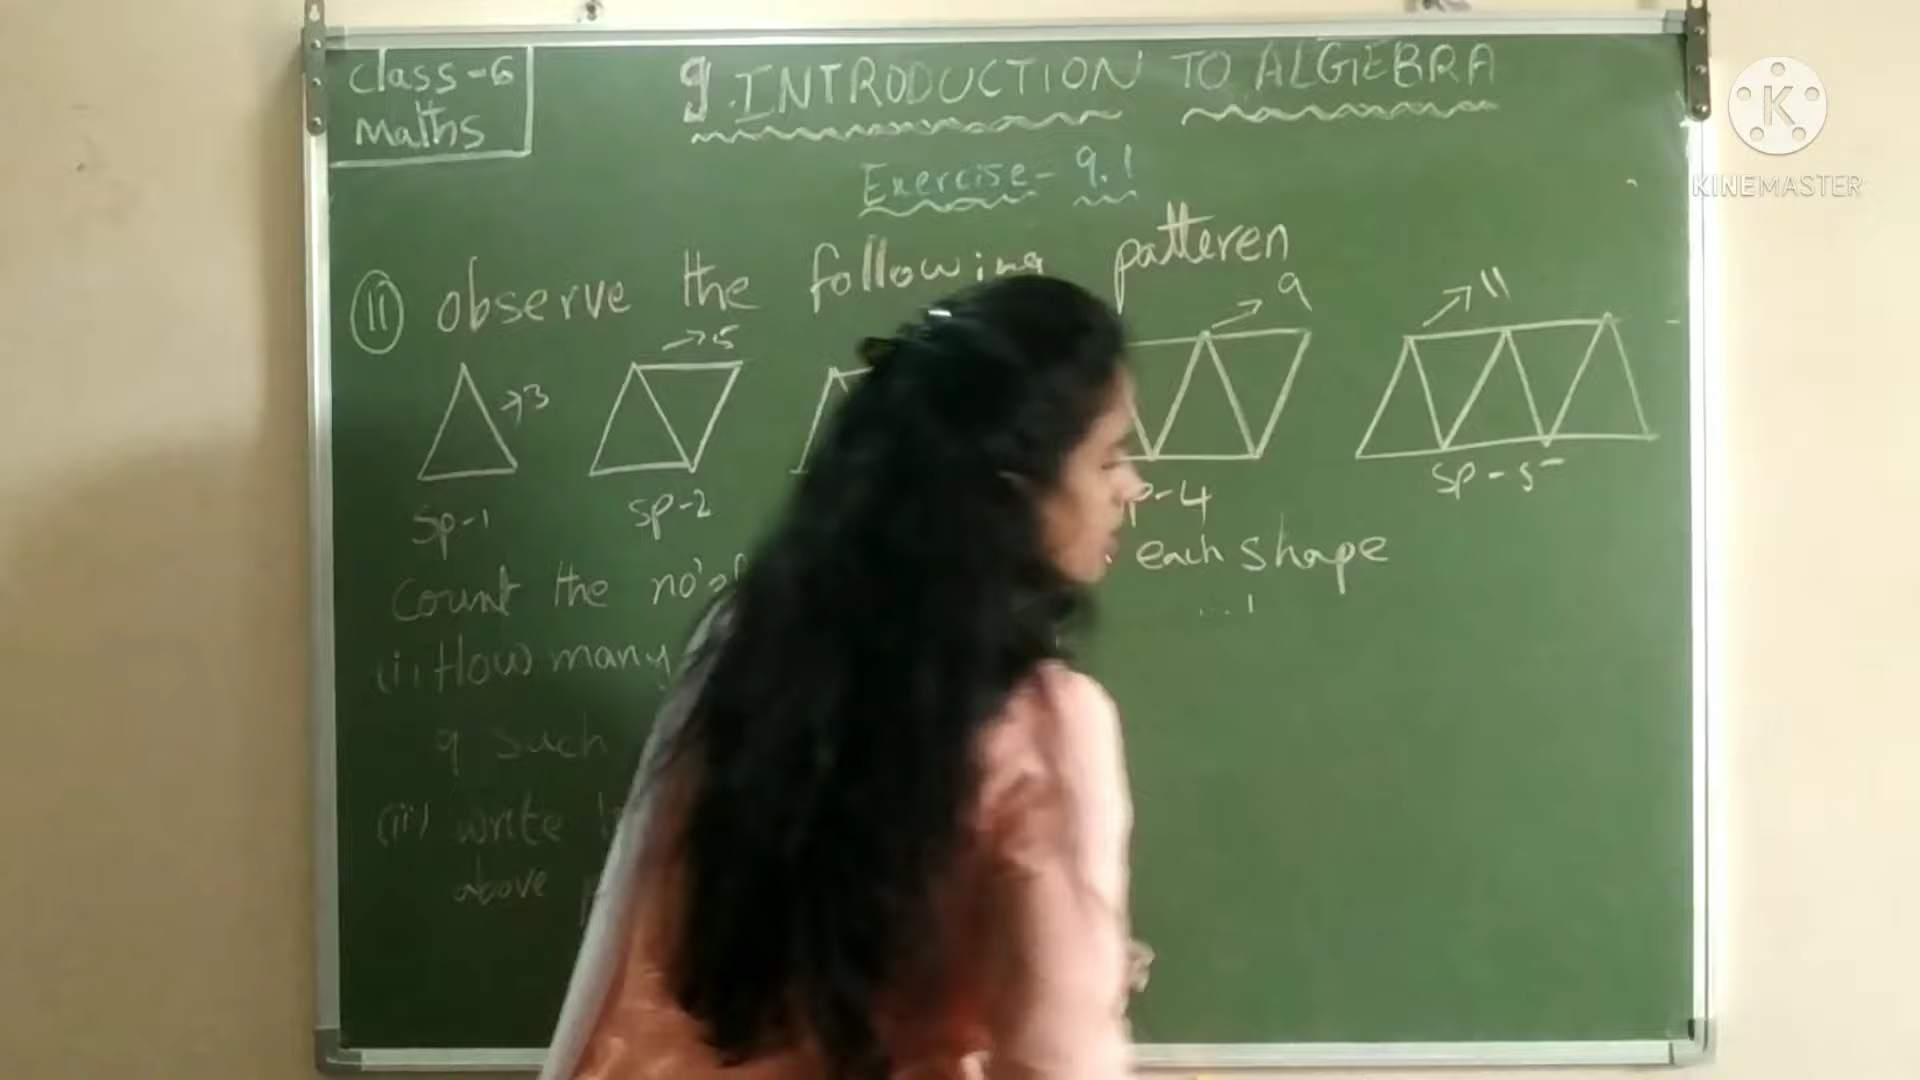 class-6
Maths
9. INTRODUCTION TO ALGEBRA
Exercise - 9.1
11 observe the following patteren
→3
→5
→9
→11
sp-1
sp-2
p-4
sp-5
count the no's of each shape
(i) How many
9 such
(ii) write
above
K
KINEMASTER